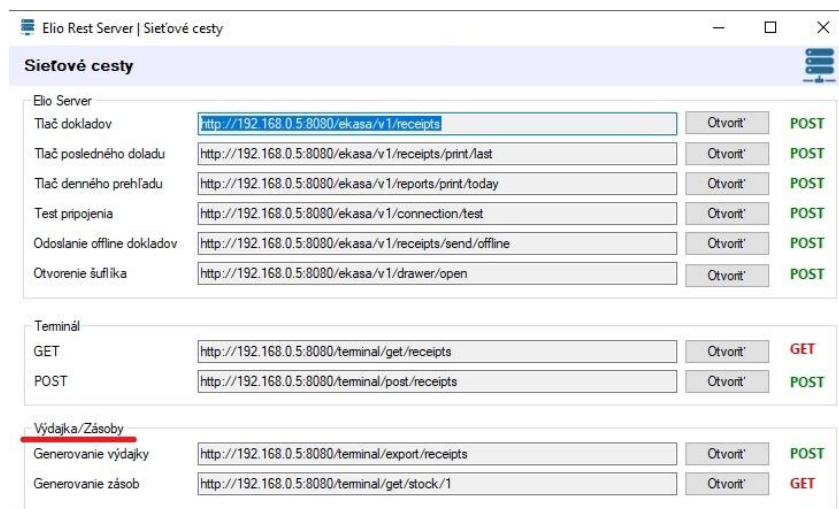 Elio Rest Server | Sieťové cesty
Sieťové cesty
Elio Server
Tlač dokladov http://192.168.0.5:8080/ekasa/v1/receipts Otvoriť POST
Tlač posledného doladu http://192.168.0.5:8080/ekasa/v1/receipts/print/last Otvoriť POST
Tlač denného prehľadu http://192.168.0.5:8080/ekasa/v1/reports/print/today Otvoriť POST
Test pripojenia http://192.168.0.5:8080/ekasa/v1/connection/test Otvoriť POST
Odoslanie offline dokladov http://192.168.0.5:8080/ekasa/v1/receipts/send/offline Otvoriť POST
Otvorenie šuflíka http://192.168.0.5:8080/ekasa/v1/drawer/open Otvoriť POST
Terminál
GET http://192.168.0.5:8080/terminal/get/receipts Otvoriť GET
POST http://192.168.0.5:8080/terminal/post/receipts Otvoriť POST
Výdajka/Zásoby
Generovanie výdajky http://192.168.0.5:8080/terminal/export/receipts Otvoriť POST
Generovanie zásob http://192.168.0.5:8080/terminal/get/stock/1 Otvoriť GET